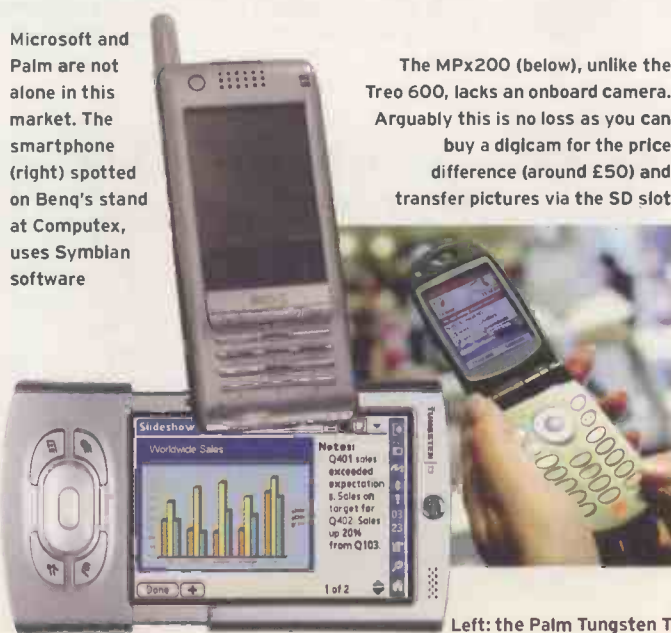 Microsoft and
Palm are not
alone in this
market. The
smartphone
(right) spotted
on Benq's stand
at Computex,
uses Symbian
software
The MPx200 (below), unlike the
Treo 600, lacks an onboard camera.
Arguably this is no loss as you can
buy a digicam for the price
difference (around £50) and
transfer pictures via the SD slot
Slideshow
Worldwide Sales
Notes:
Q401 sales
exceeded
expectation
s. Sales on
target for
Q402. Sales
up 20%
from Q103.
Done
1 of 2
03
23
TUNGSTEN
Left: the Palm Tungsten T